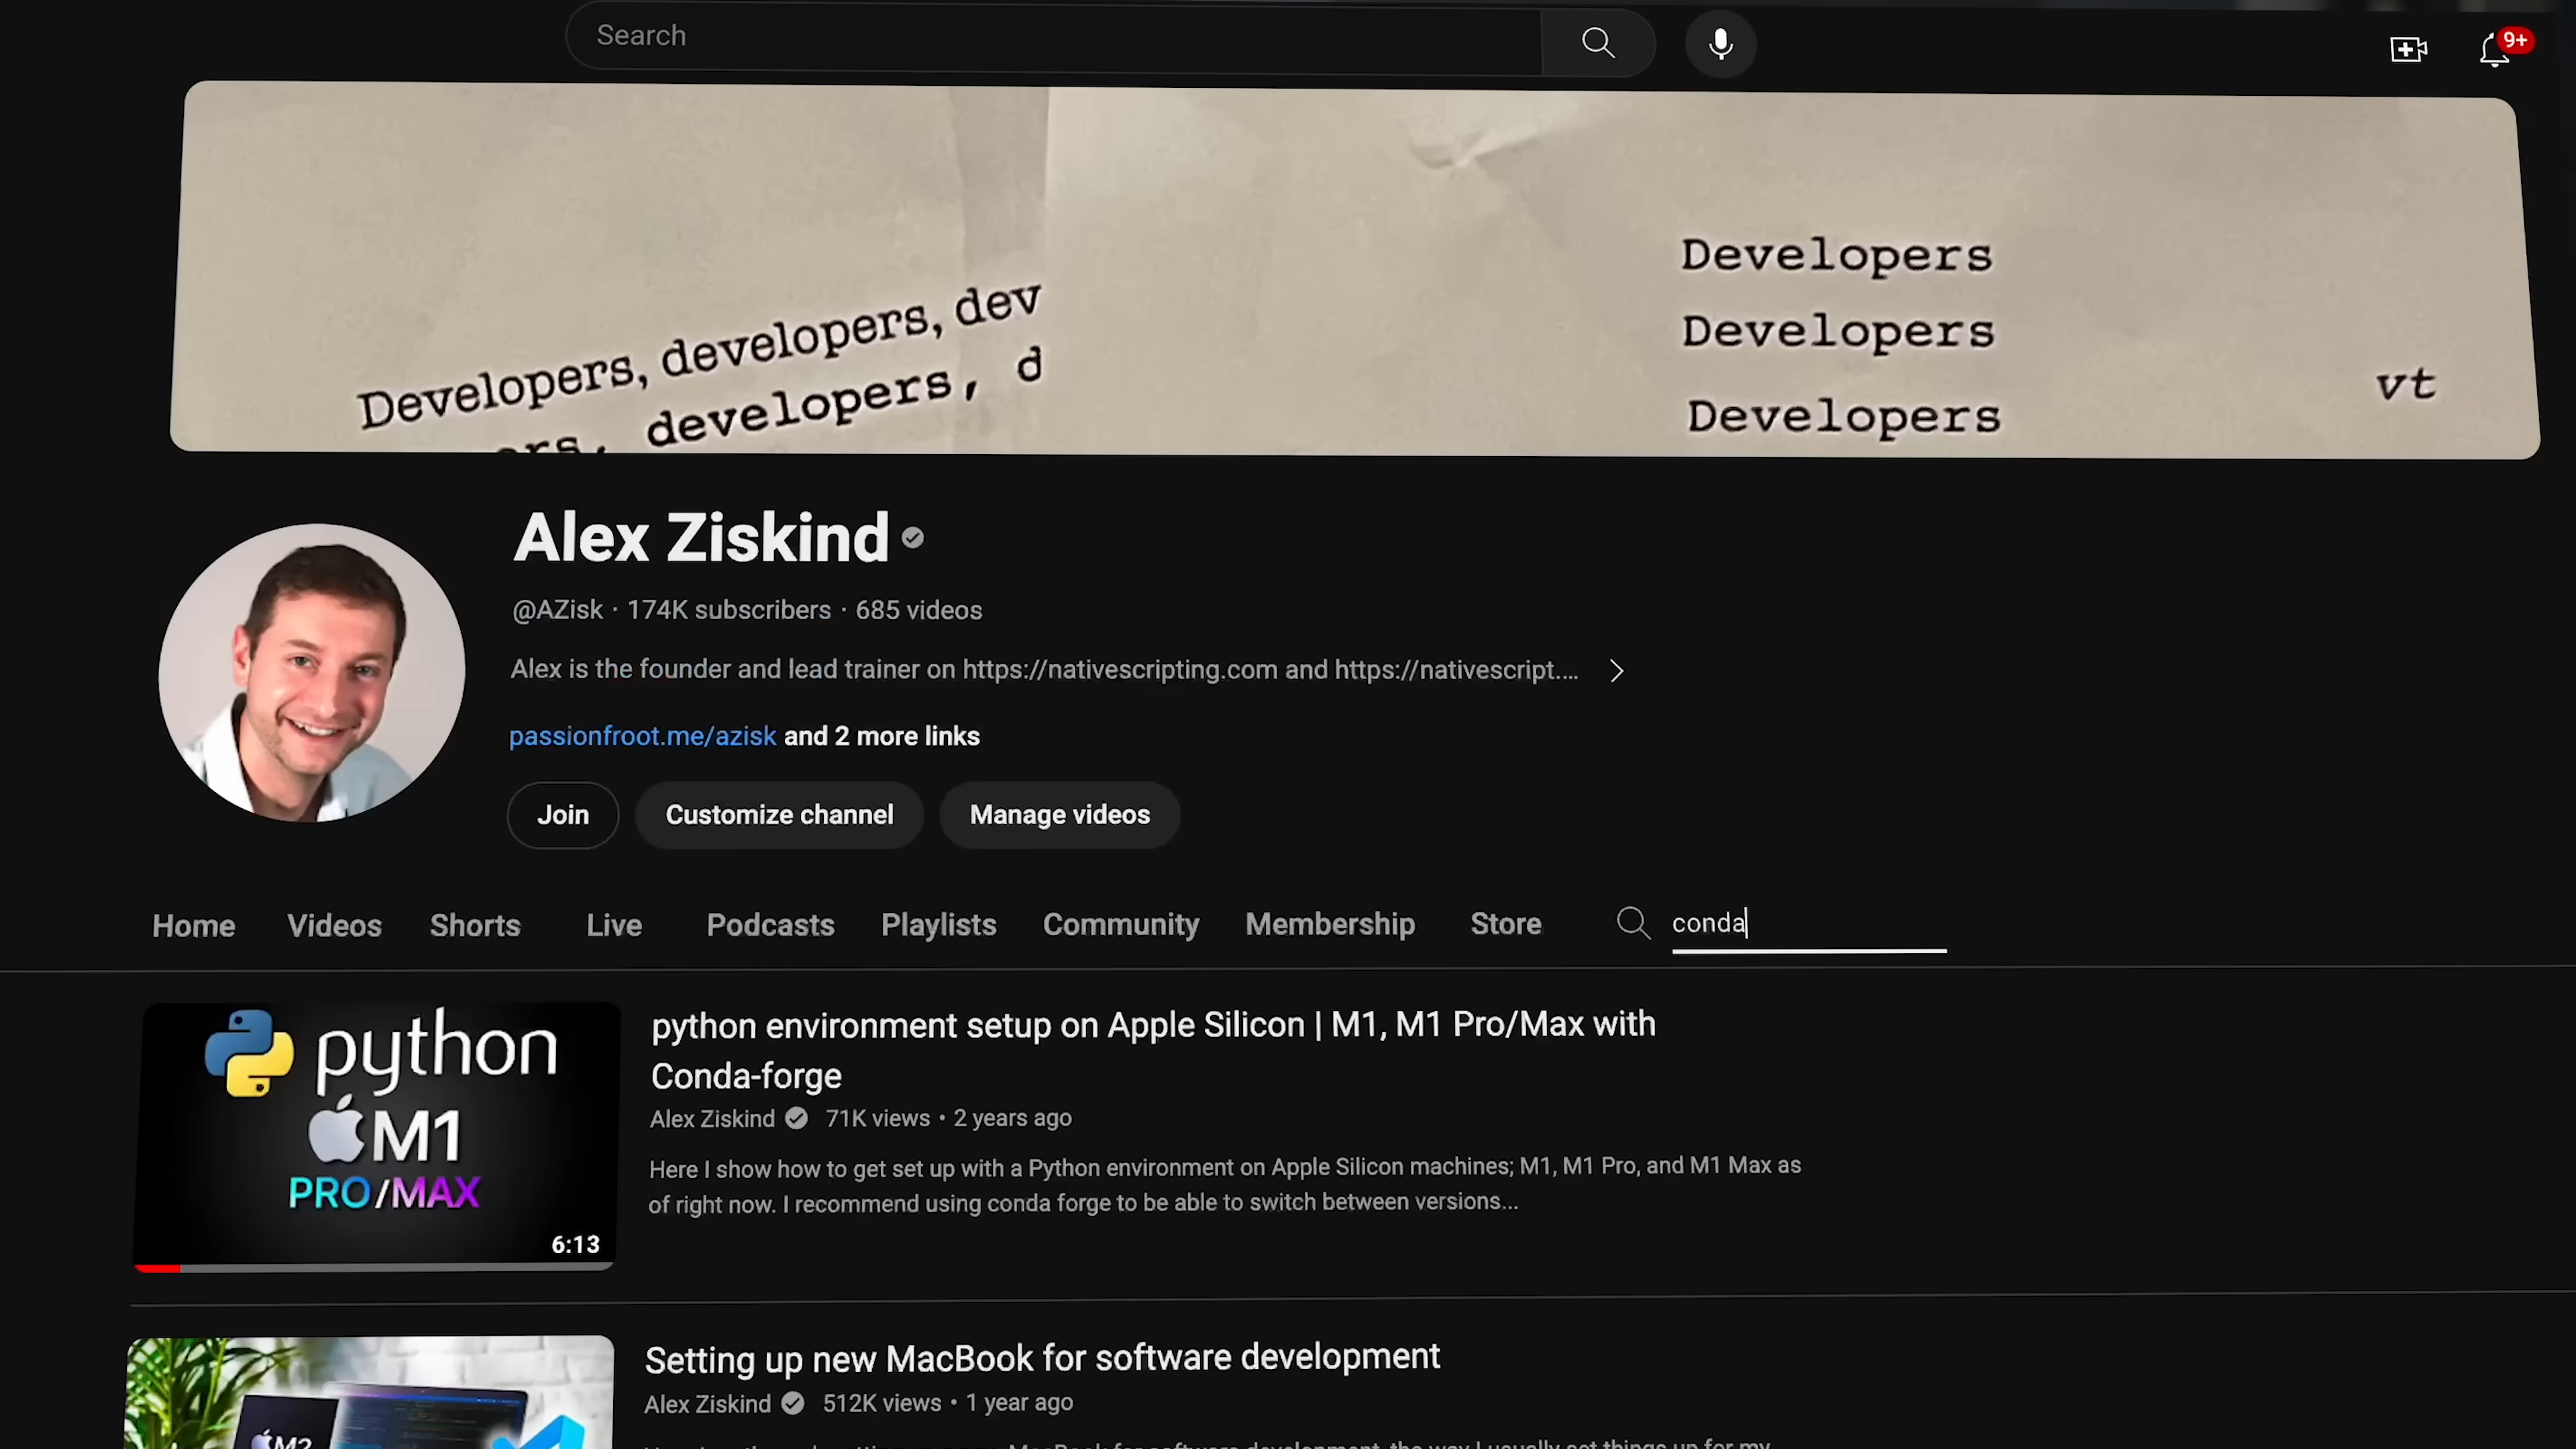 Search
9+
Developers, developers, dev
ers, developers, d
Developers
Developers
Developers
vt
Alex Ziskind
@AZisk · 174K subscribers · 685 videos
Alex is the founder and lead trainer on https://nativescripting.com and https://nativescript....
passionfroot.me/azisk and 2 more links
Join
Customize channel
Manage videos
Home
Videos
Shorts
Live
Podcasts
Playlists
Community
Membership
Store
conda
python
M1
PRO/MAX
6:13
python environment setup on Apple Silicon | M1, M1 Pro/Max with
Conda-forge
Alex Ziskind 71K views • 2 years ago
Here I show how to get set up with a Python environment on Apple Silicon machines; M1, M1 Pro, and M1 Max as
of right now. I recommend using conda forge to be able to switch between versions...
M2
Setting up new MacBook for software development
Alex Ziskind 512K views • 1 year ago